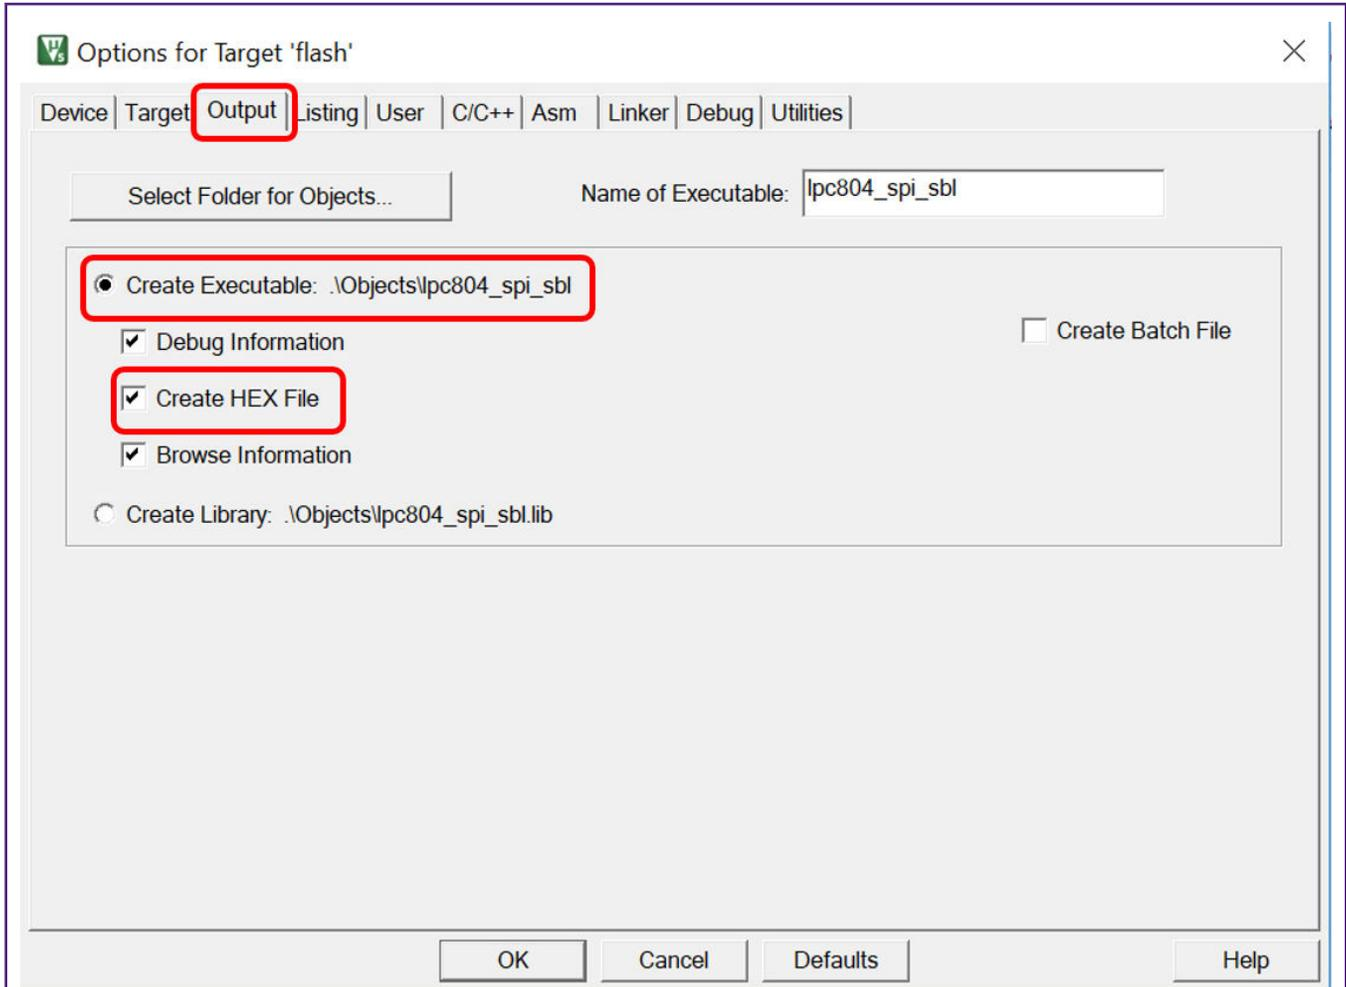 Options for Target 'flash'
Device Target Output Listing User C/C++ Asm Linker Debug Utilities
Select Folder for Objects... Name of Executable: lpc804_spi_sbl
Create Executable: .\Objects\lpc804_spi_sbl
Debug Information Create Batch File
Create HEX File
Browse Information
Create Library: .\Objects\lpc804_spi_sbl.lib
OK Cancel Defaults Help